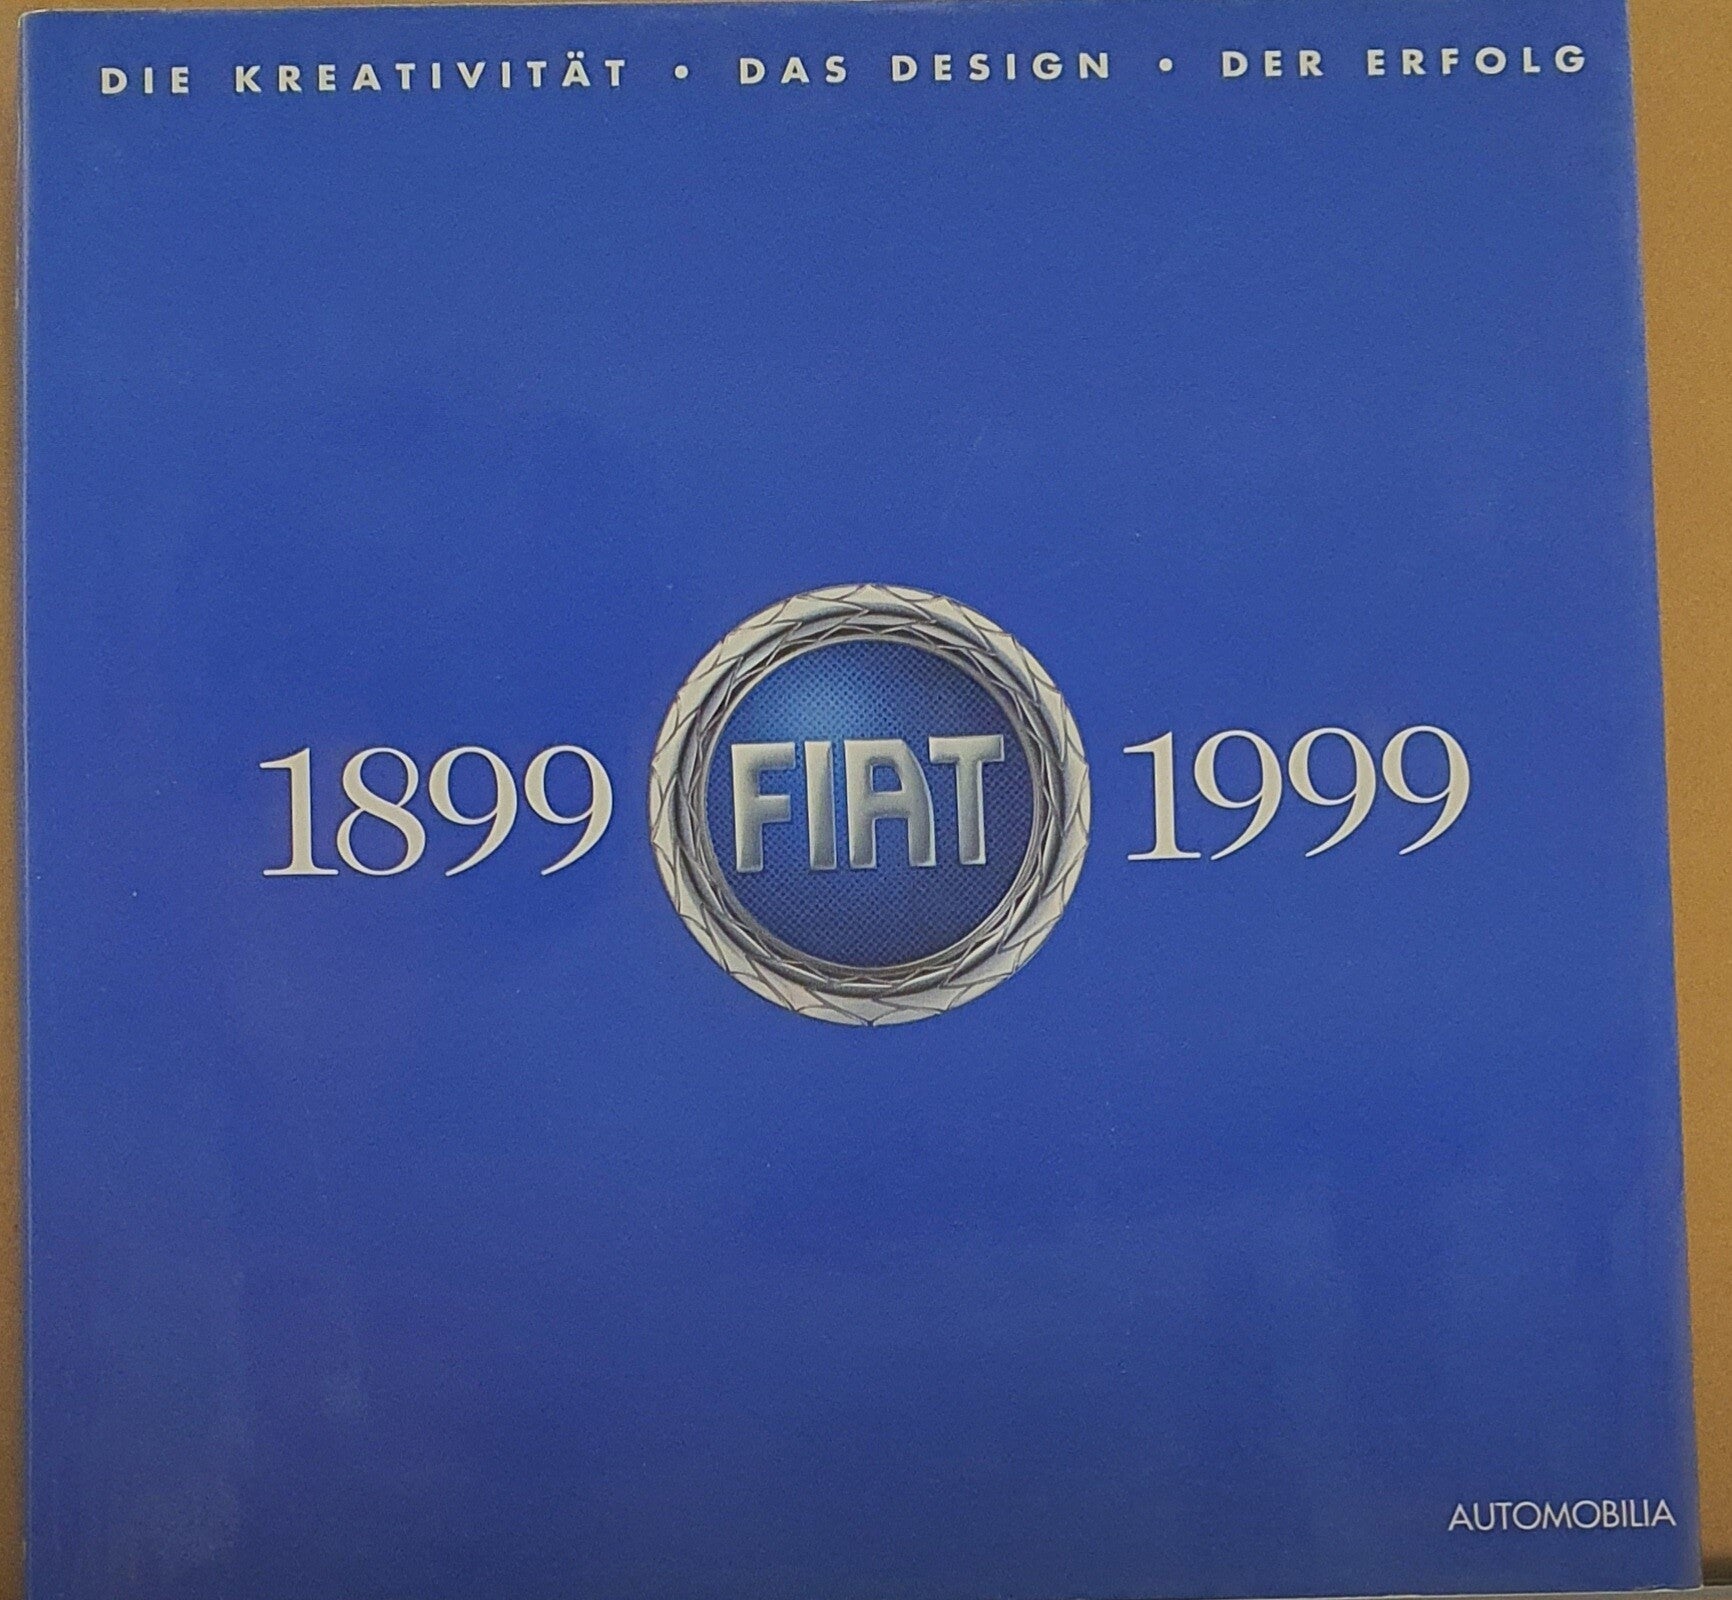 DIE KREATIVITÄT • DAS DESIGN • DER ERFOLG
1899 FIAT 1999
AUTOMOBILIA